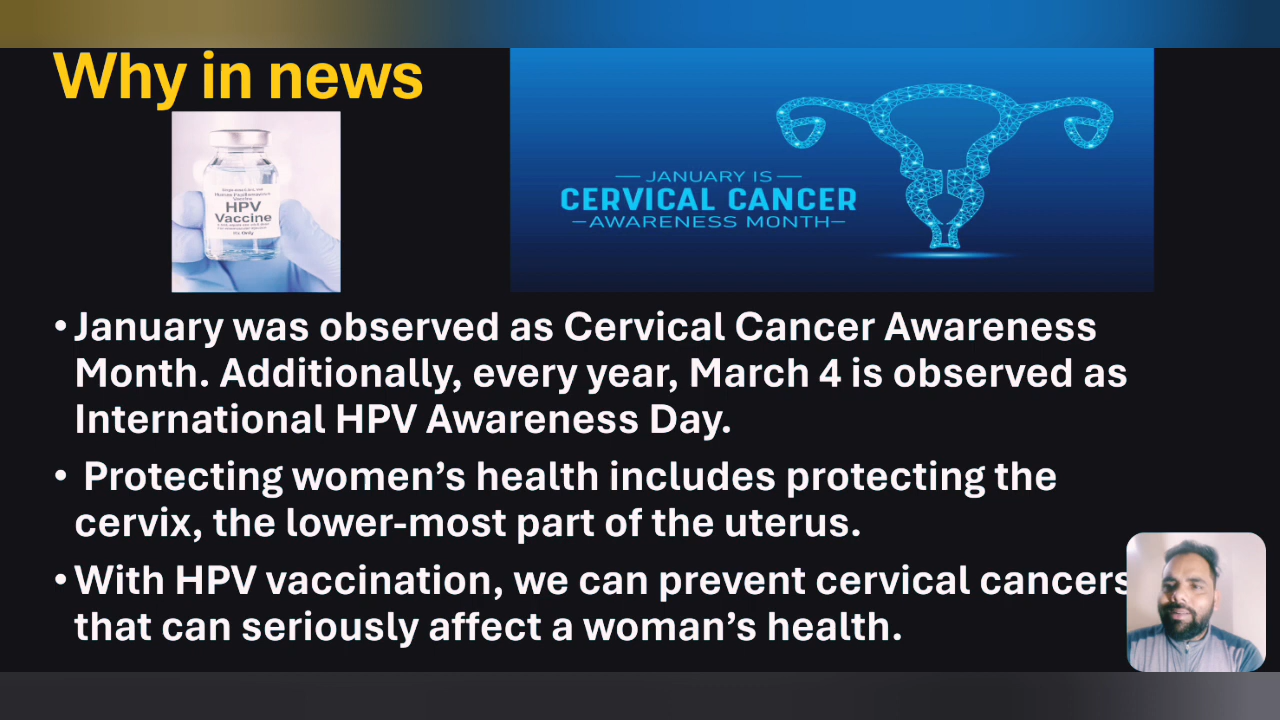 Why in news
HPV
Vaccine
JANUARY IS
CERVICAL CANCER
AWARENESS MONTH
• January was observed as Cervical Cancer Awareness
Month. Additionally, every year, March 4 is observed as
International HPV Awareness Day.
• Protecting women’s health includes protecting the
cervix, the lower-most part of the uterus.
• With HPV vaccination, we can prevent cervical cancers
that can seriously affect a woman’s health.